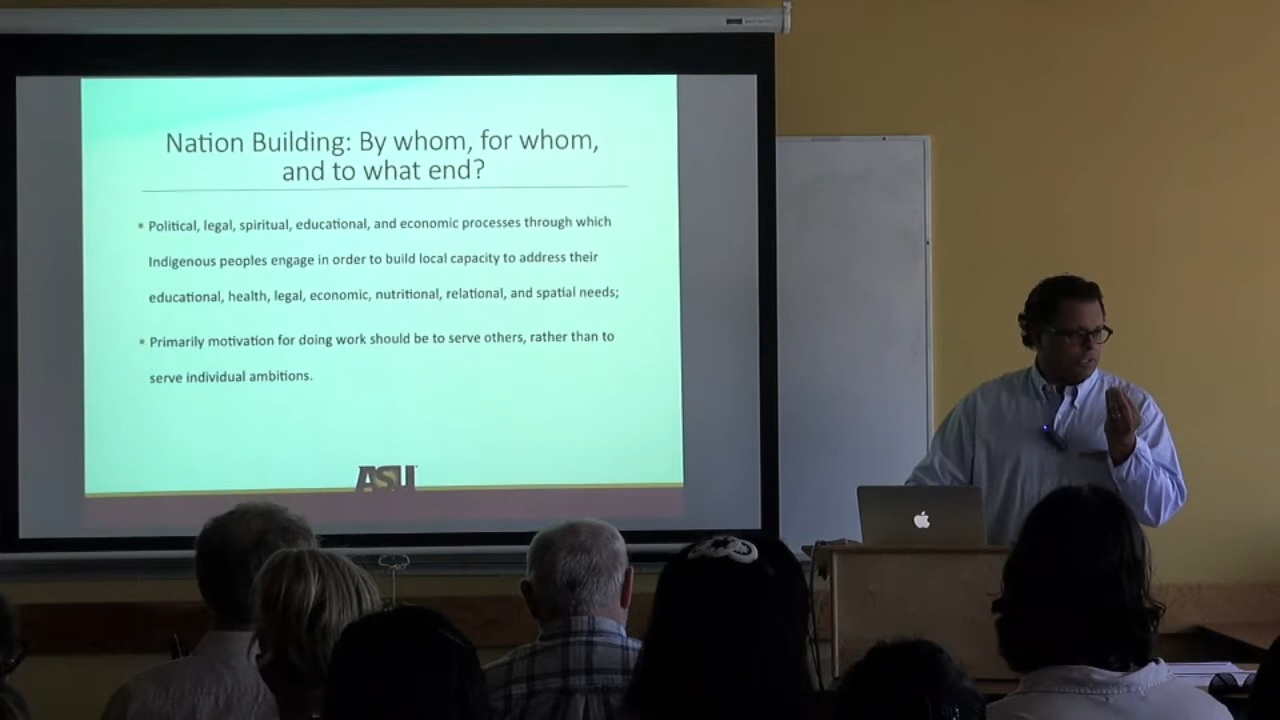 Nation Building: By whom, for whom,
and to what end?
• Political, legal, spiritual, educational, and economic processes through which
Indigenous peoples engage in order to build local capacity to address their
educational, health, legal, economic, nutritional, relational, and spatial needs;
• Primarily motivation for doing work should be to serve others, rather than to
serve individual ambitions.
ASU